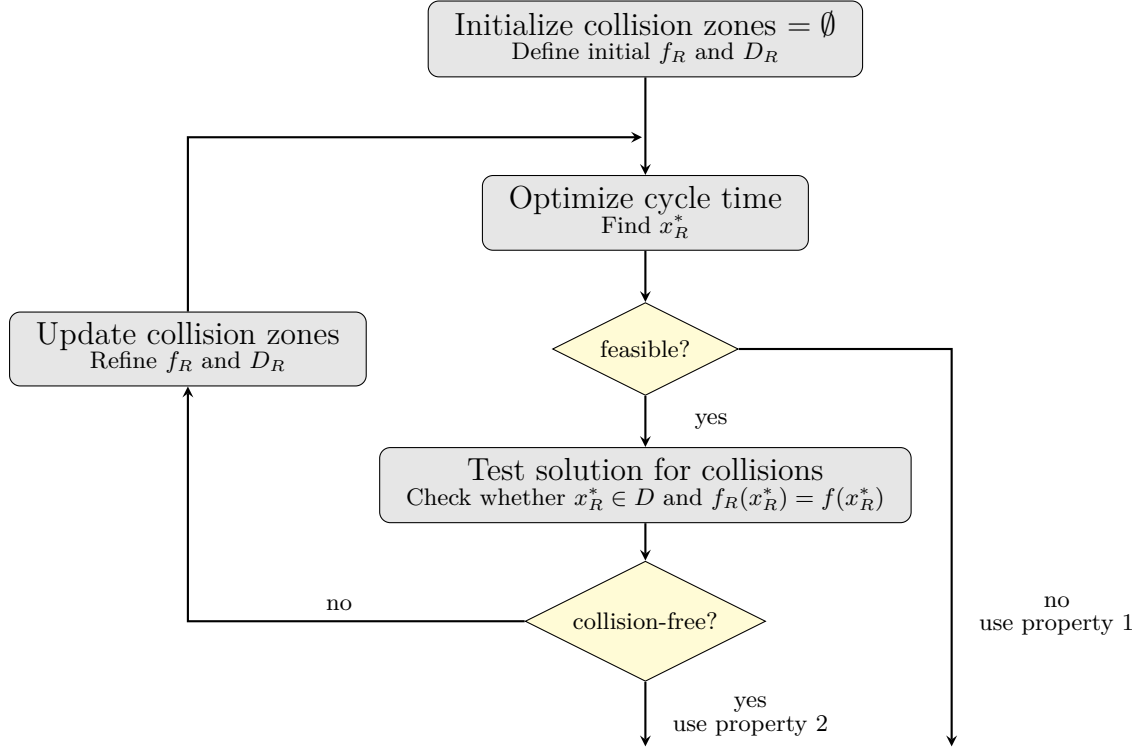 Initialize collision zones = ∅
Define initial f_R and D_R
Optimize cycle time
Find x_R^*
Update collision zones
Refine f_R and D_R
feasible?
yes
Test solution for collisions
Check whether x_R^* ∈ D and f_R(x_R^*) = f(x_R^*)
no
collision-free?
no
use property 1
yes
use property 2